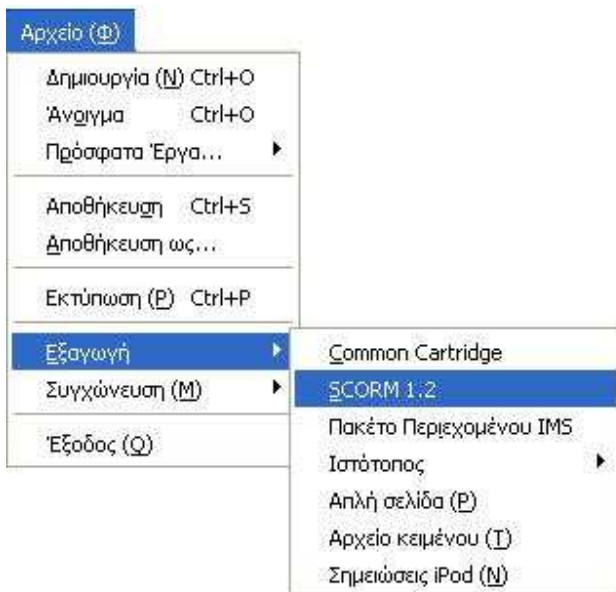 Αρχείο (Φ)
Δημιουργία (N) Ctrl+O
Άνοιγμα Ctrl+O
Πρόσφατα Έργα...
Αποθήκευση Ctrl+S
Αποθήκευση ως...
Εκτύπωση (P) Ctrl+P
Εξαγωγή
Συγχώνευση (M)
Έξοδος (Q)
Common Cartridge
SCORM 1.2
Πακέτο Περιεχομένου IMS
Ιστότοπος
Απλή σελίδα (P)
Αρχείο κειμένου (T)
Σημειώσεις iPod (N)